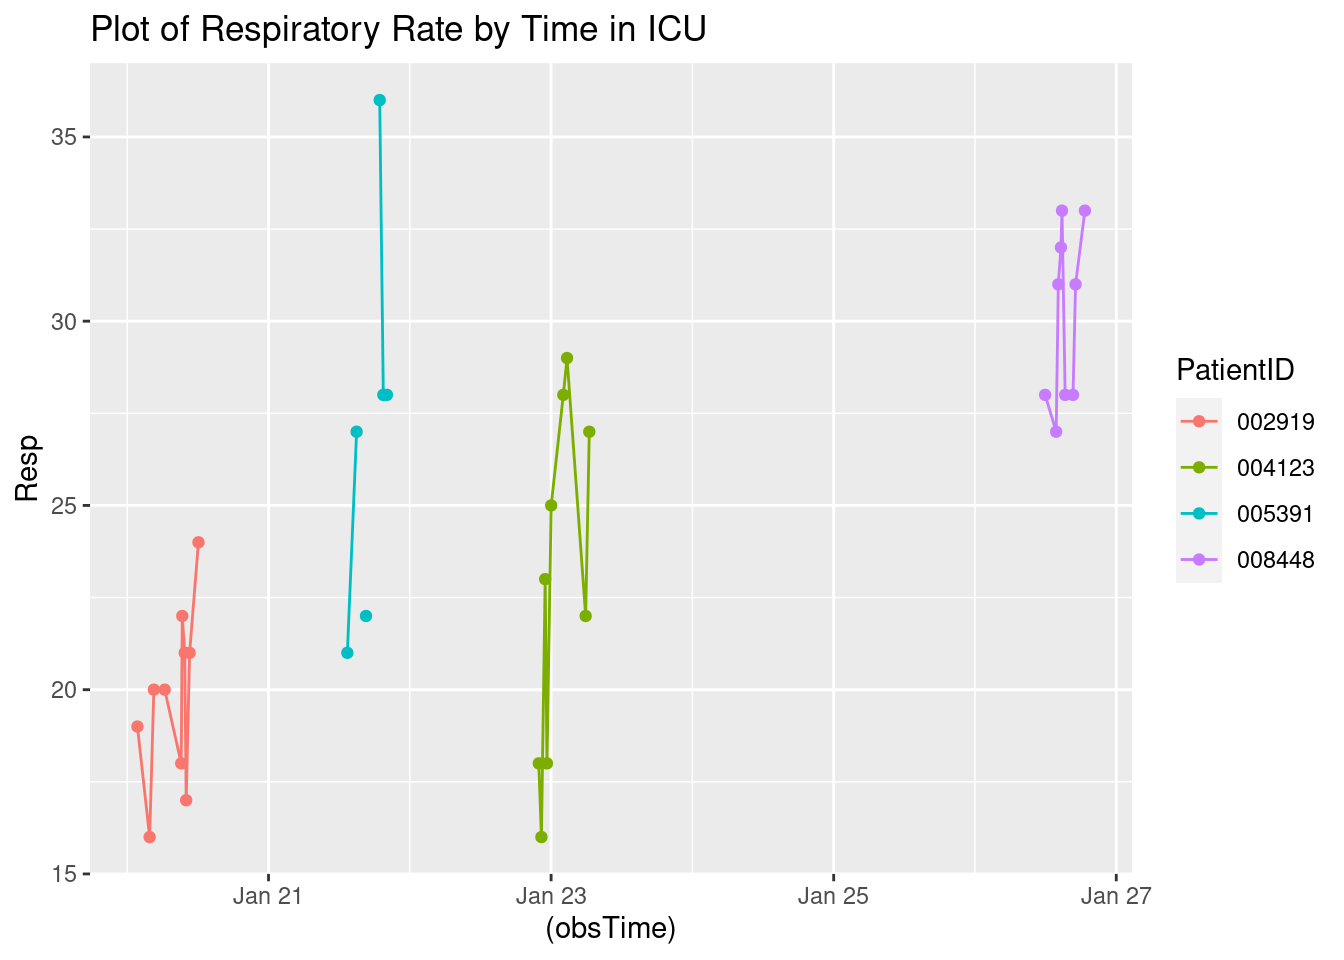 Plot of Respiratory Rate by Time in ICU
35
30
25
20
15
Resp
Jan 21
Jan 23
Jan 25
Jan 27
(obsTime)
PatientID
002919
004123
005391
008448